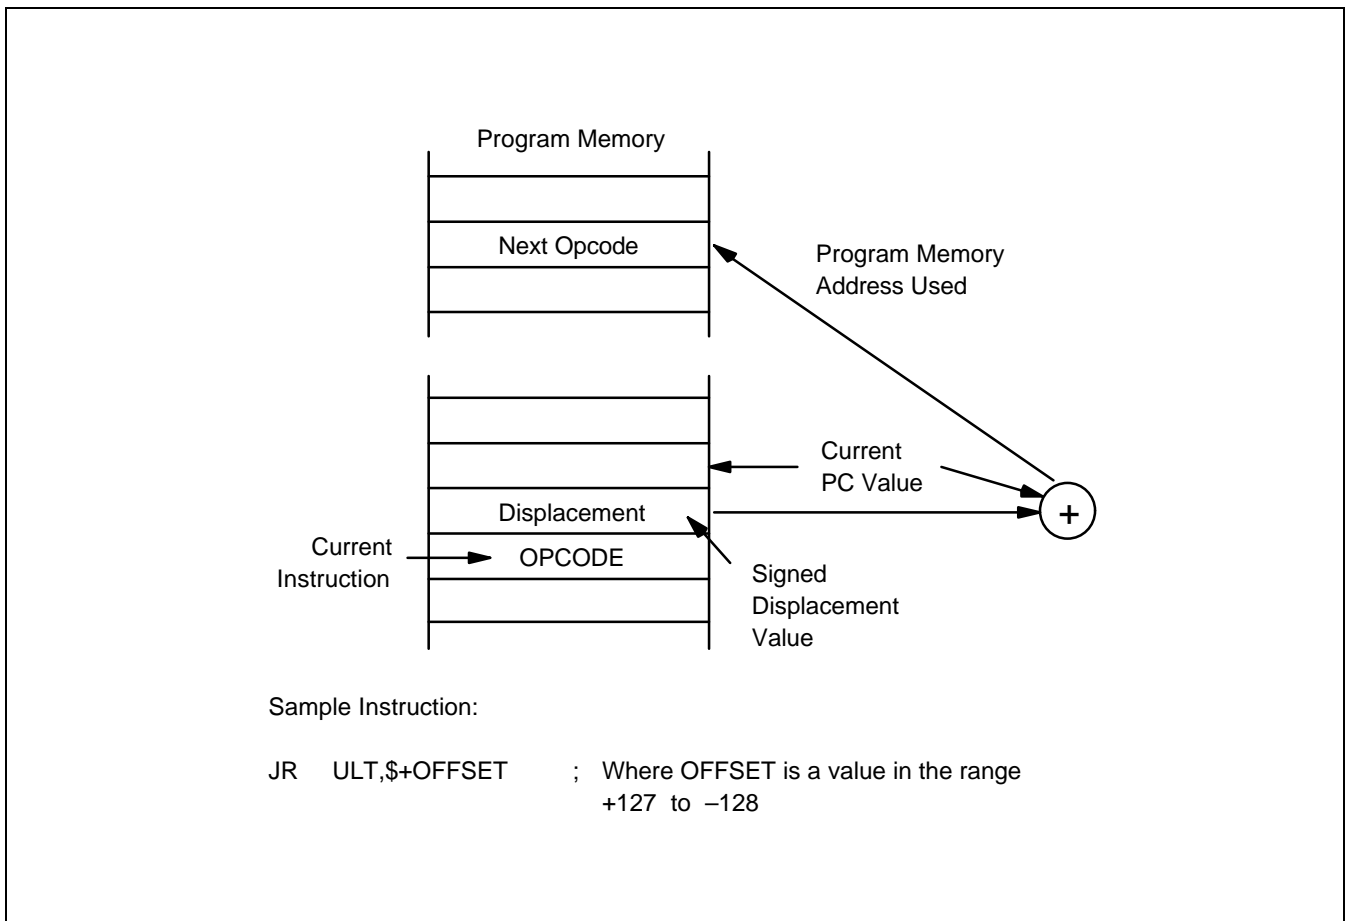 Program Memory
Next Opcode
Program Memory
Address Used
Current
PC Value
Displacement
+
Current
Instruction
OPCODE
Signed
Displacement
Value
Sample Instruction:
JR ULT,$+OFFSET ; Where OFFSET is a value in the range
+127 to –128